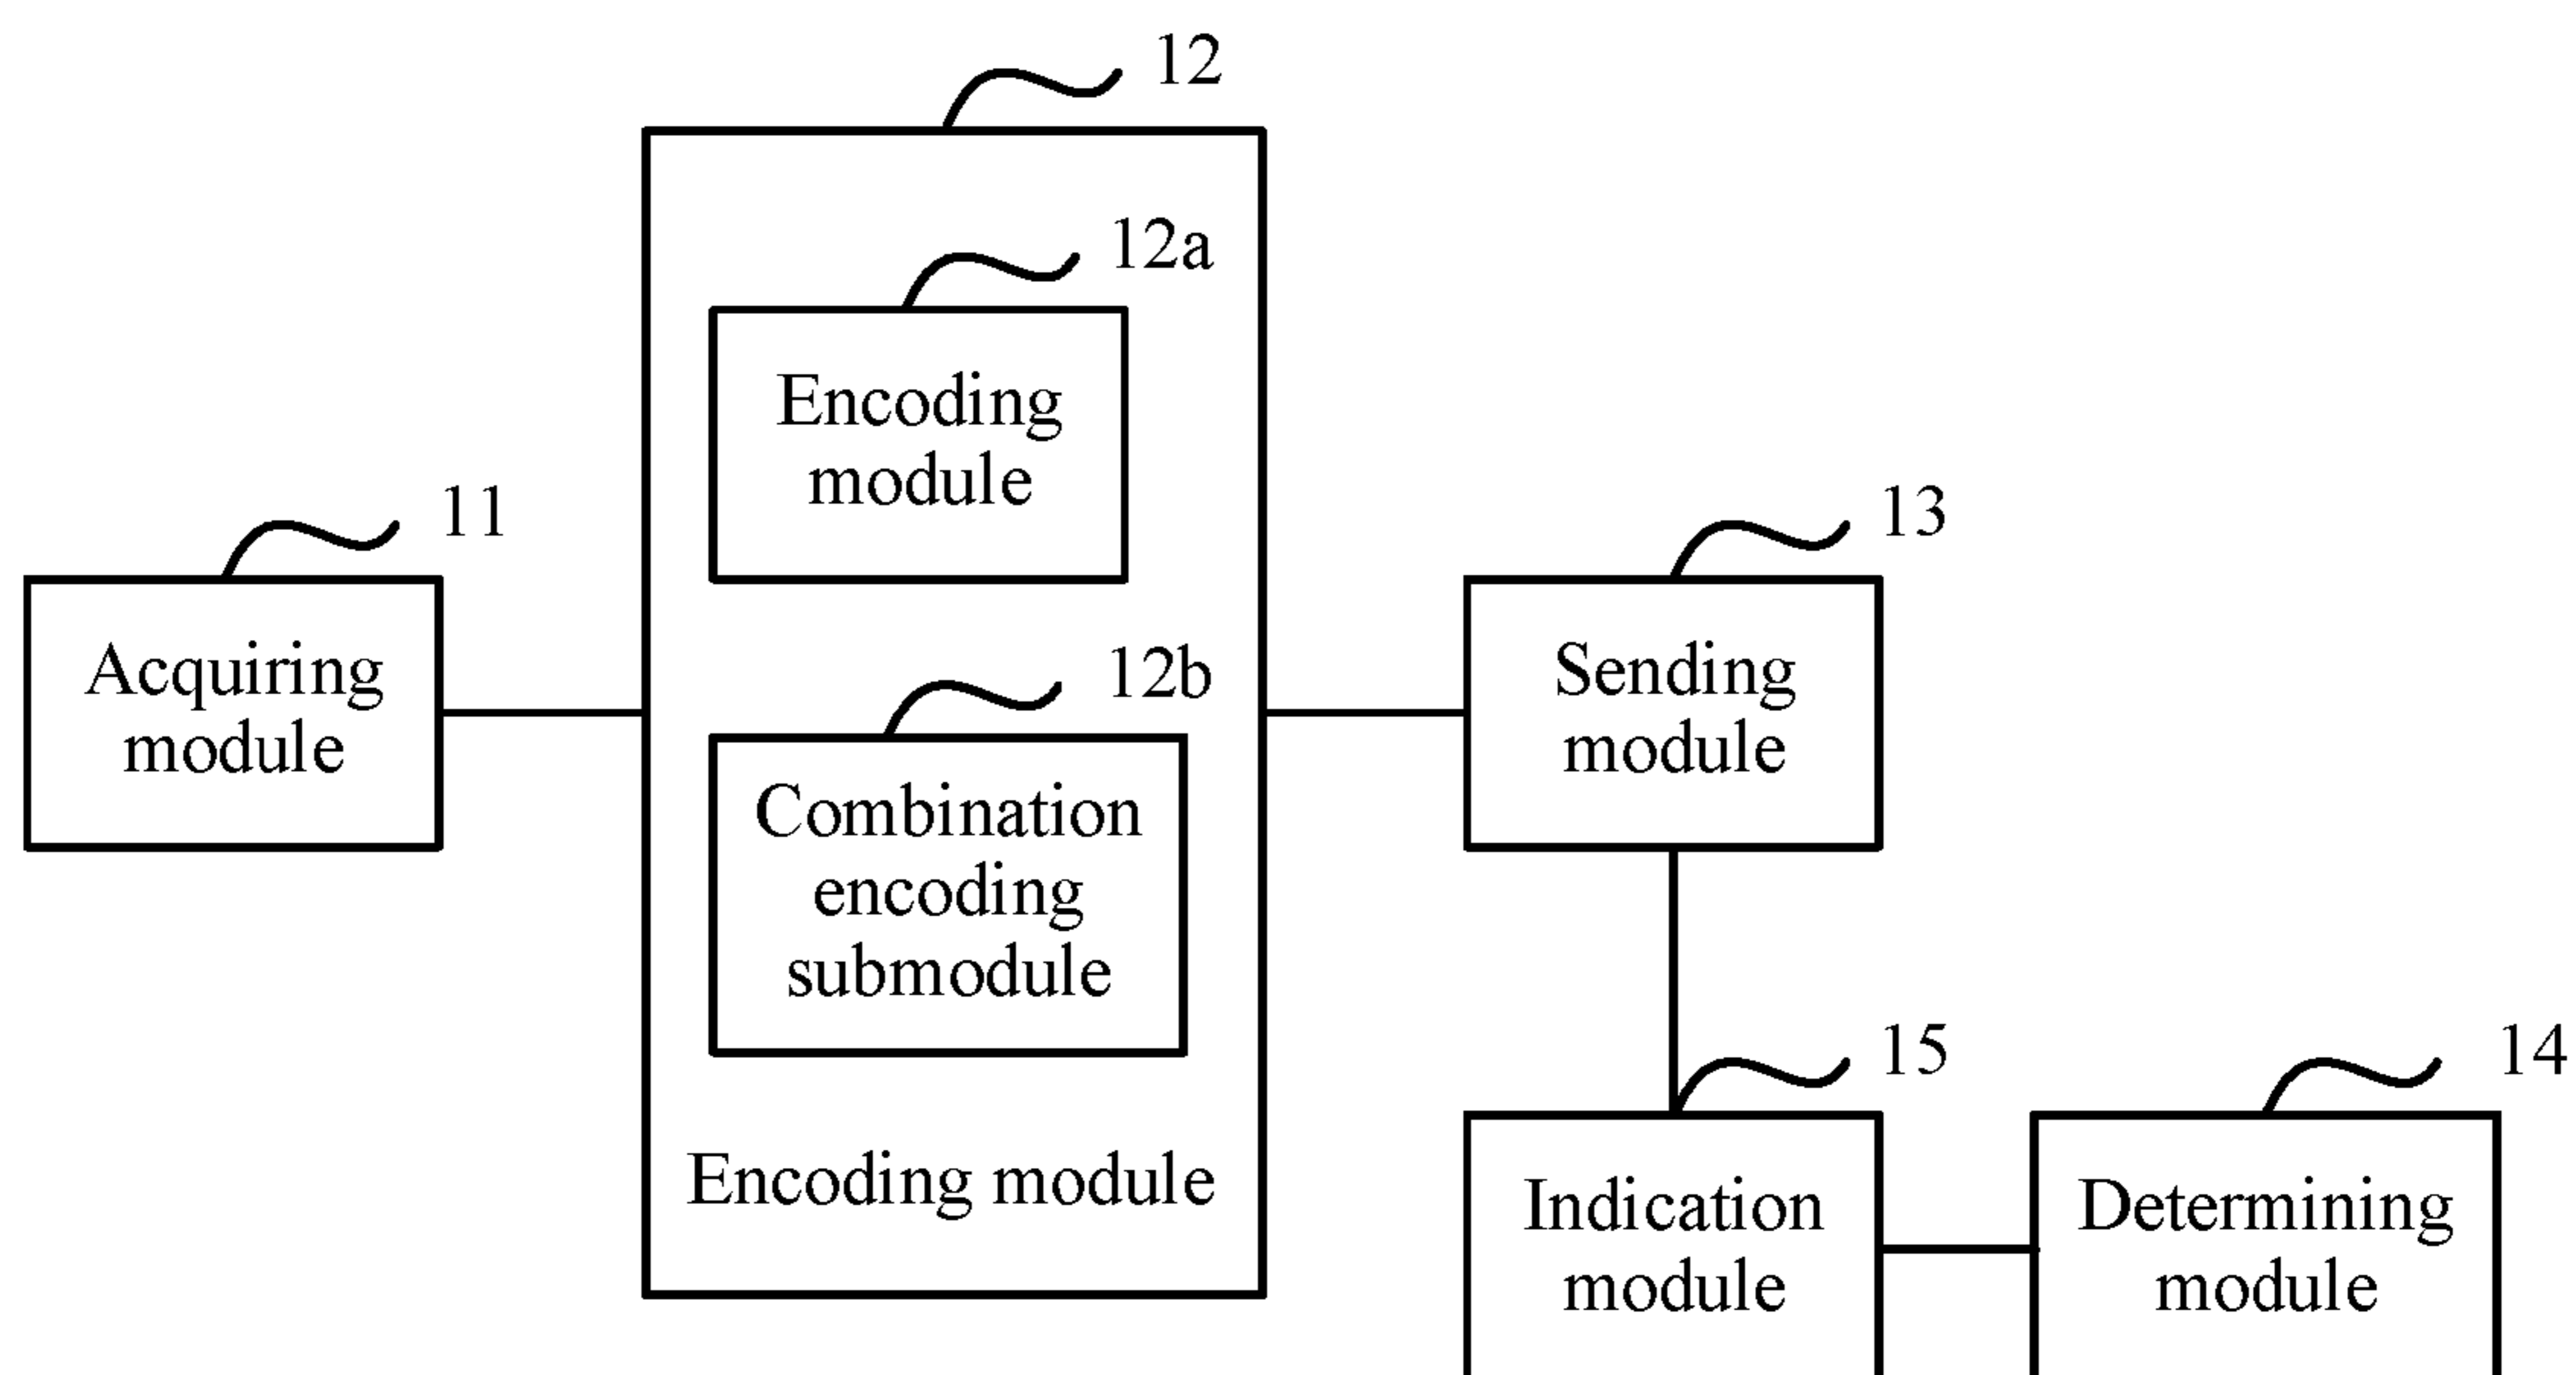 12
12a
Encoding
module
11
Acquiring
module
12b
Combination
encoding
submodule
Encoding module
13
Sending
module
15
Indication
module
14
Determining
module